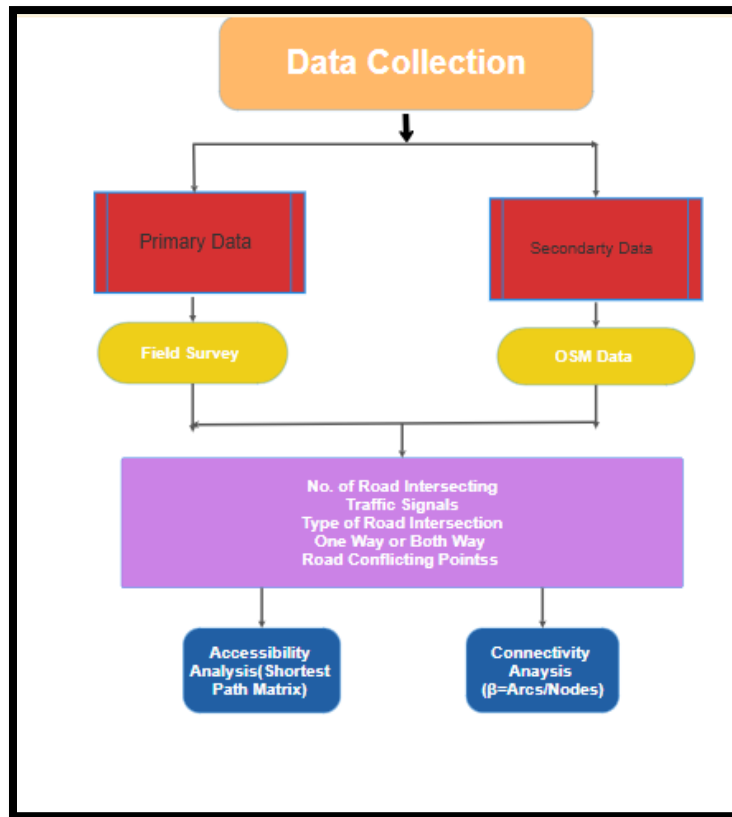 Data Collection
Primary Data
Secondarty Data
Field Survey
OSM Data
No. of Road Intersecting
Traffic Signals
Type of Road Intersection
One Way or Both Way
Road Conflicting Pointss
Accessibility
Analysis(Shortest
Path Matrix)
Connectivity
Anaysis
(β=Arcs/Nodes)